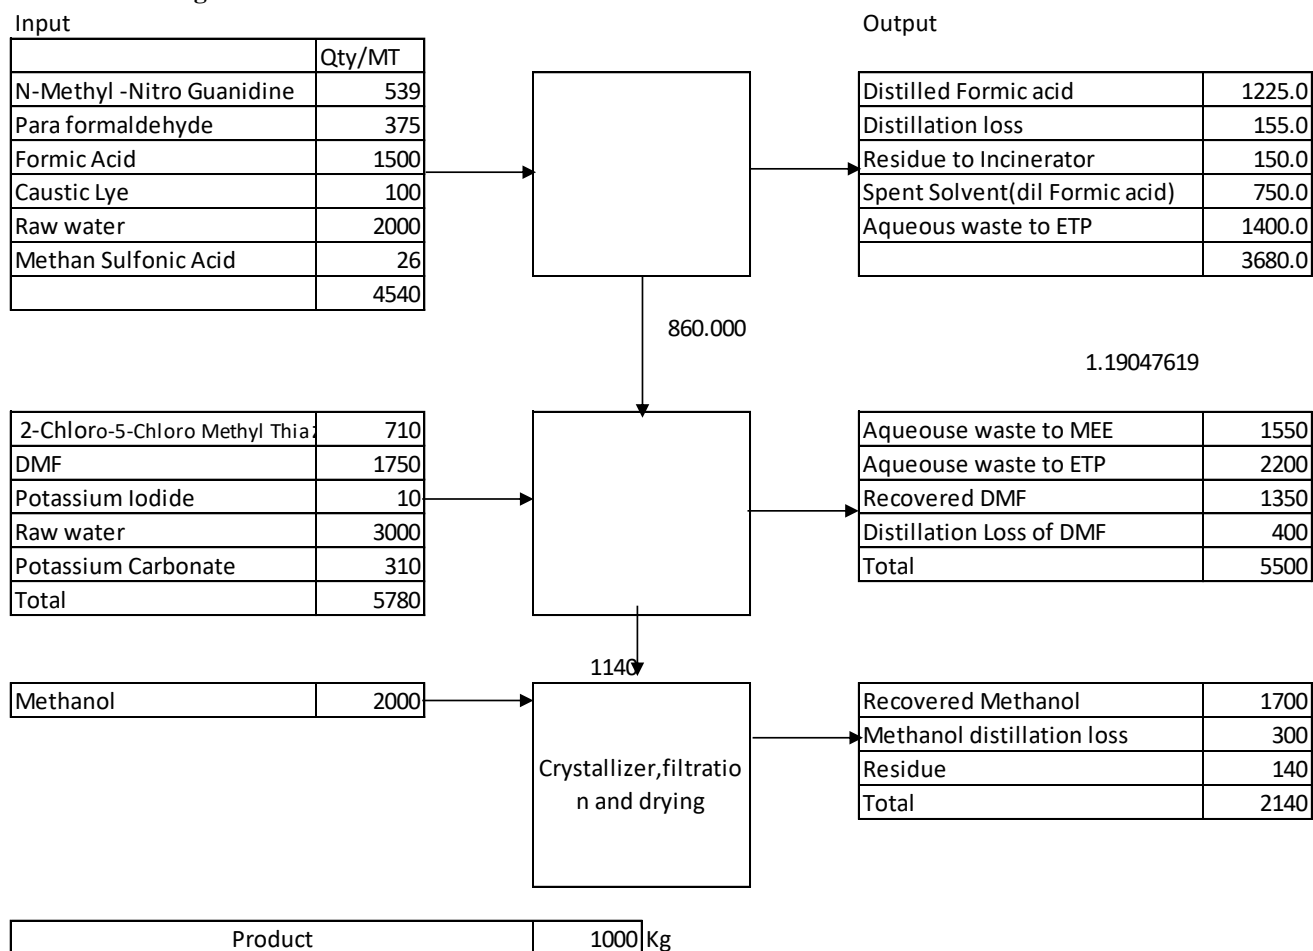 Input Output
Qty/MT
N-Methyl -Nitro Guanidine 539 Distilled Formic acid 1225.0
Para formaldehyde 375 Distillation loss 155.0
Formic Acid 1500 Residue to Incinerator 150.0
Caustic Lye 100 Spent Solvent(dil Formic acid) 750.0
Raw water 2000 Aqueous waste to ETP 1400.0
Methan Sulfonic Acid 26 3680.0
4540
860.000
1.19047619
2-Chloro-5-Chloro Methyl Thiaz 710 Aqueouse waste to MEE 1550
DMF 1750 Aqueouse waste to ETP 2200
Potassium Iodide 10 Recovered DMF 1350
Raw water 3000 Distillation Loss of DMF 400
Potassium Carbonate 310 Total 5500
Total 5780
1140
Methanol 2000 Recovered Methanol 1700
Methanol distillation loss 300
Crystallizer,filtratio Residue 140
n and drying Total 2140
Product 1000 Kg